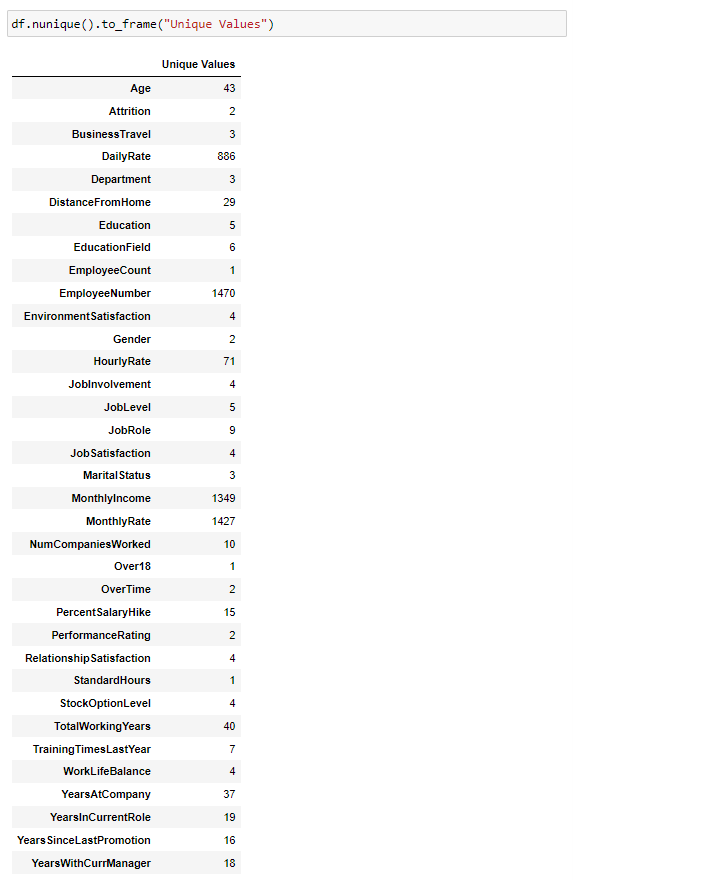 df.nunique().to_frame("Unique Values")
Unique Values
Age 43
Attrition 2
BusinessTravel 3
DailyRate 886
Department 3
DistanceFromHome 29
Education 5
EducationField 6
EmployeeCount 1
EmployeeNumber 1470
EnvironmentSatisfaction 4
Gender 2
HourlyRate 71
JobInvolvement 4
JobLevel 5
JobRole 9
JobSatisfaction 4
MaritalStatus 3
MonthlyIncome 1349
MonthlyRate 1427
NumCompaniesWorked 10
Over18 1
OverTime 2
PercentSalaryHike 15
PerformanceRating 2
RelationshipSatisfaction 4
StandardHours 1
StockOptionLevel 4
TotalWorkingYears 40
TrainingTimesLastYear 7
WorkLifeBalance 4
YearsAtCompany 37
YearsInCurrentRole 19
YearsSinceLastPromotion 16
YearsWithCurrManager 18